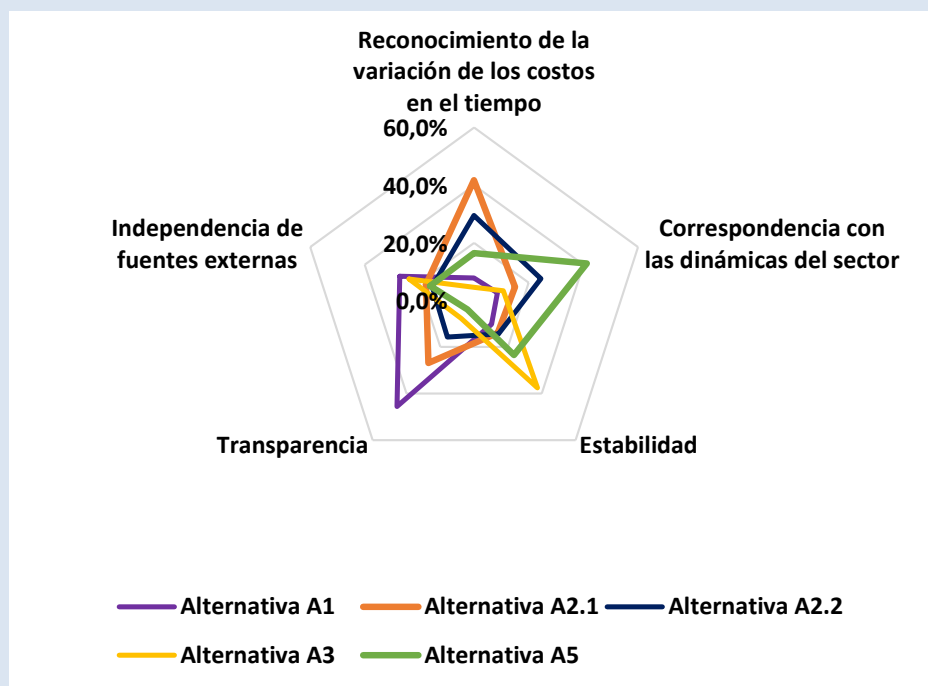 Reconocimiento de la
variación de los costos
en el tiempo
60,0%
40,0%
20,0%
0,0%
Independencia de
fuentes externas
Correspondencia con
las dinámicas del sector
Transparencia
Estabilidad
Alternativa A1
Alternativa A2.1
Alternativa A2.2
Alternativa A3
Alternativa A5